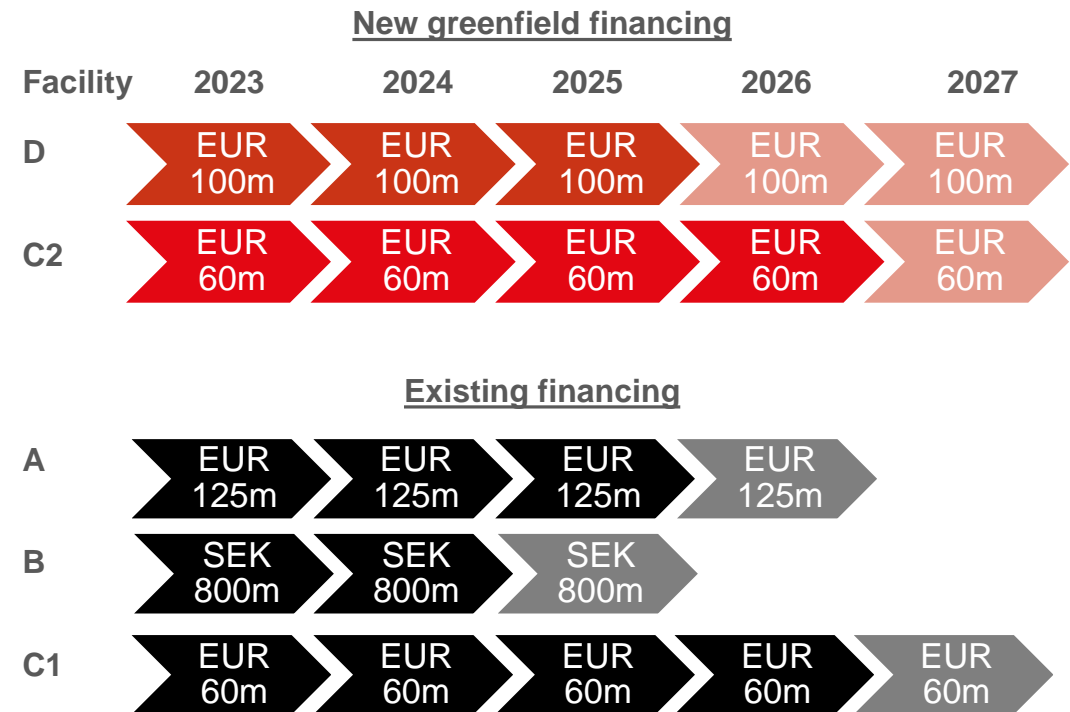 New greenfield financing
Facility 2023 2024 2025 2026 2027
D EUR 100m EUR 100m EUR 100m EUR 100m EUR 100m
C2 EUR 60m EUR 60m EUR 60m EUR 60m EUR 60m
Existing financing
A EUR 125m EUR 125m EUR 125m EUR 125m
B SEK 800m SEK 800m SEK 800m
C1 EUR 60m EUR 60m EUR 60m EUR 60m EUR 60m